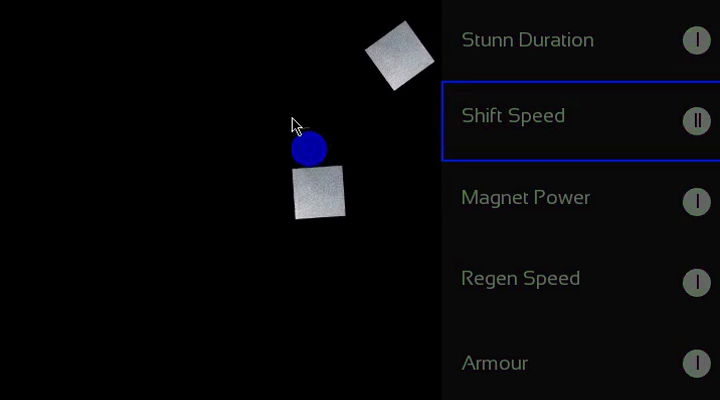 Stunn Duration I
Shift Speed II
Magnet Power I
Regen Speed I
Armour I